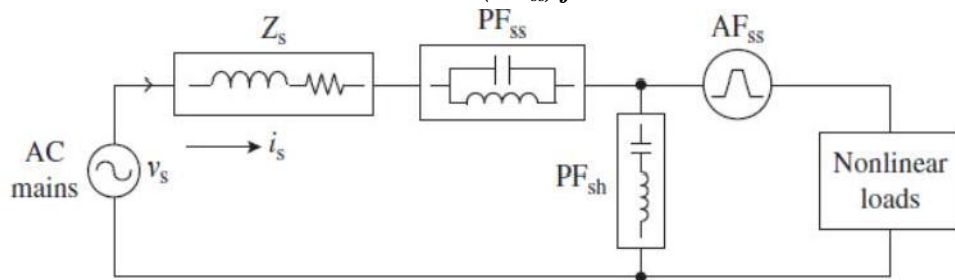 Z_s
PF_ss
AF_ss
AC
mains
v_s
i_s
PF_sh
Nonlinear
loads